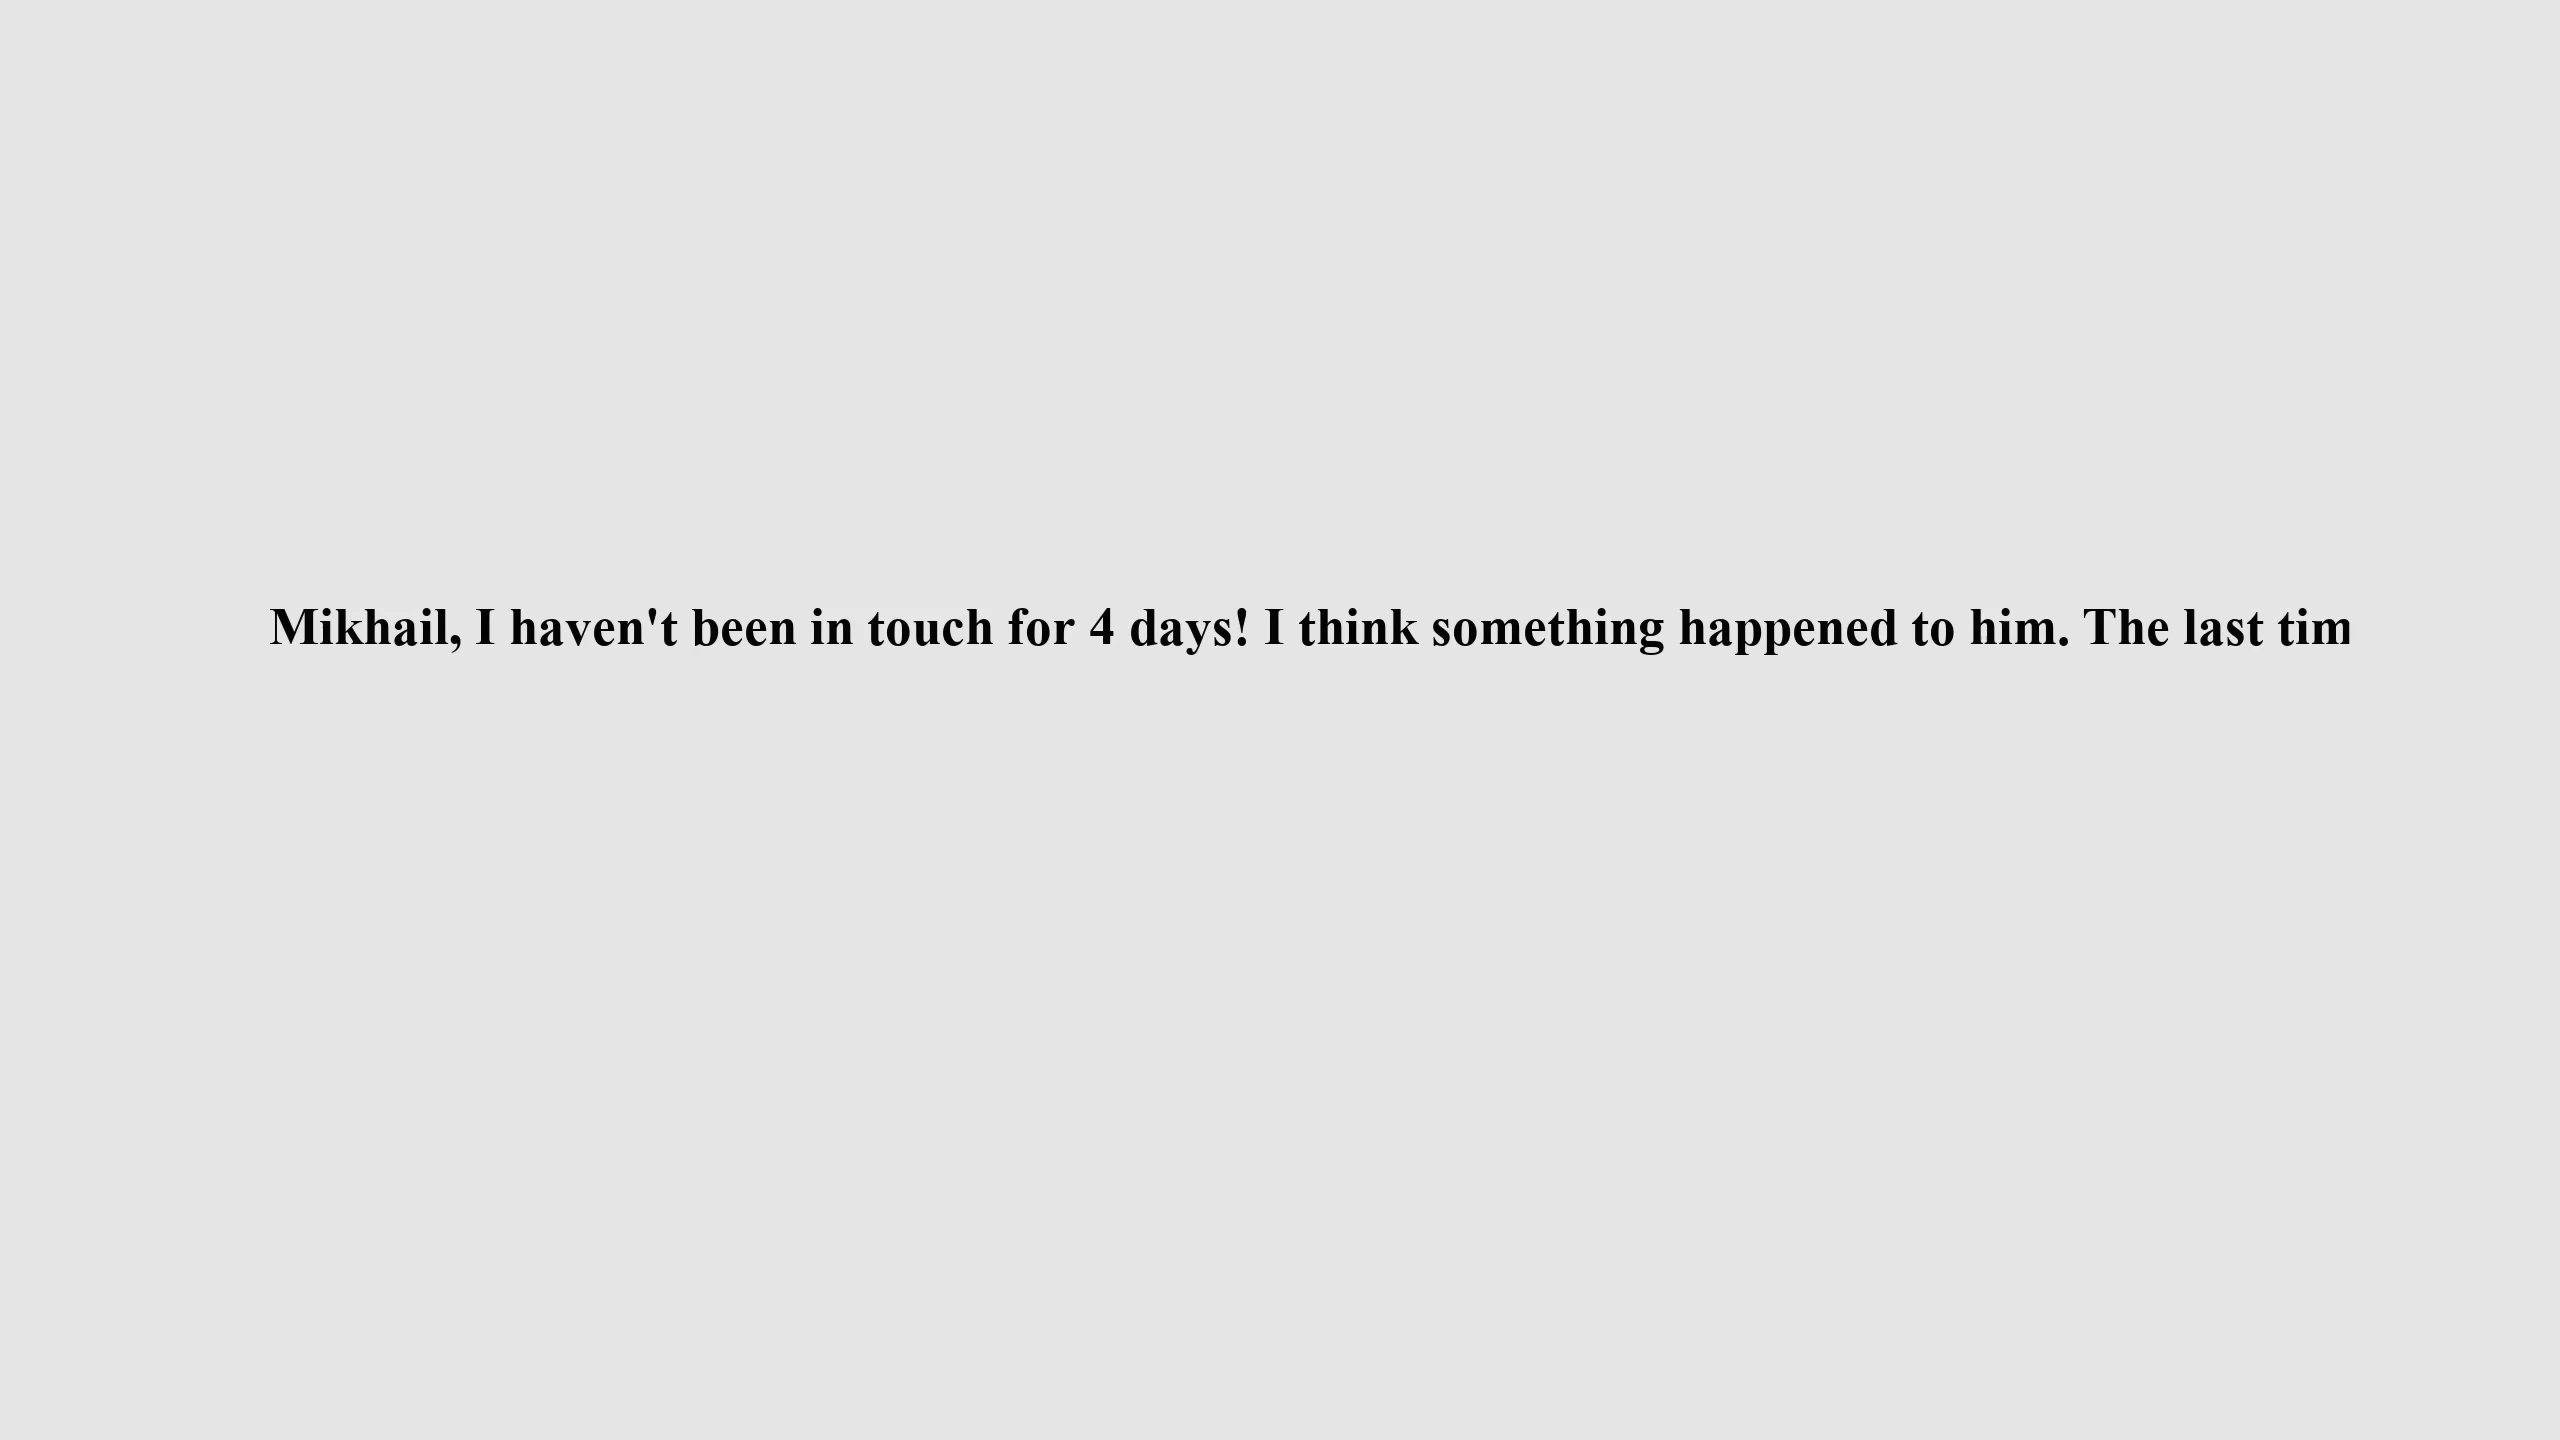 Mikhail, I haven't been in touch for 4 days! I think something happened to him. The last tim